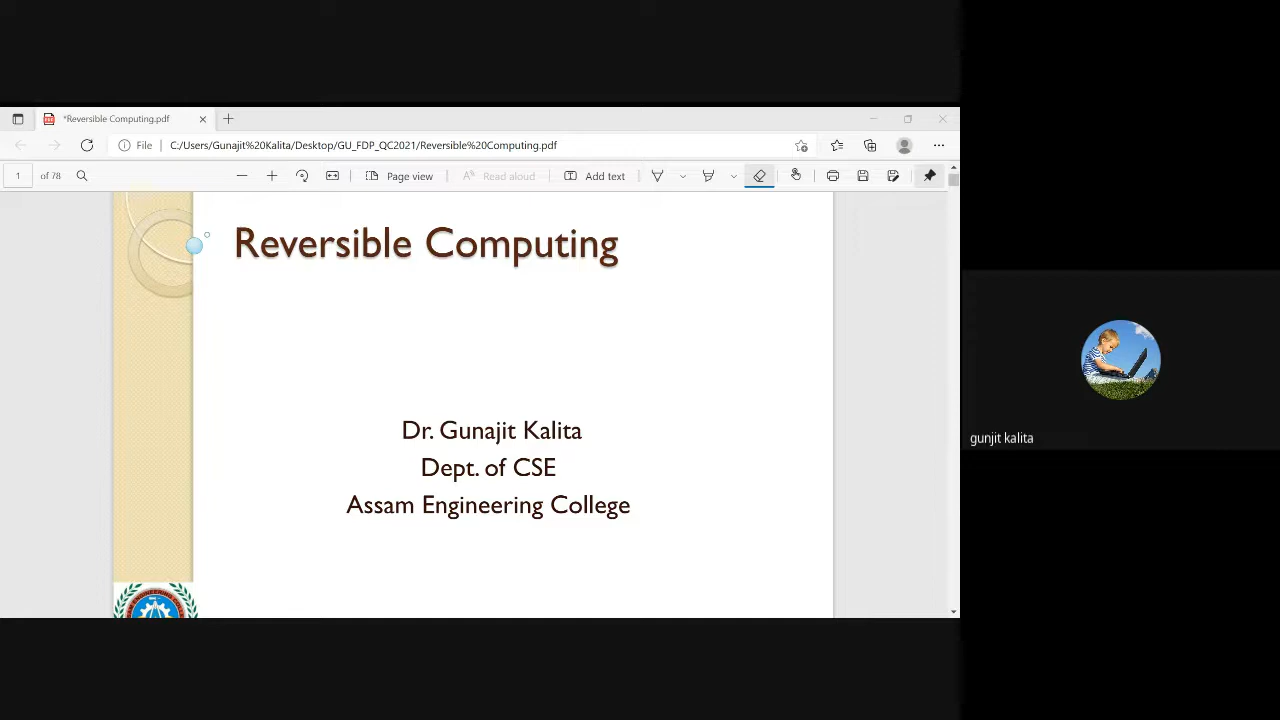 *Reversible Computing.pdf
File
C:/Users/Gunajit%20Kalita/Desktop/GU_FDP_QC2021/Reversible%20Computing.pdf
1 of 78
Page view
Read aloud
Add text
Reversible Computing
Dr. Gunajit Kalita
Dept. of CSE
Assam Engineering College
gunjit kalita